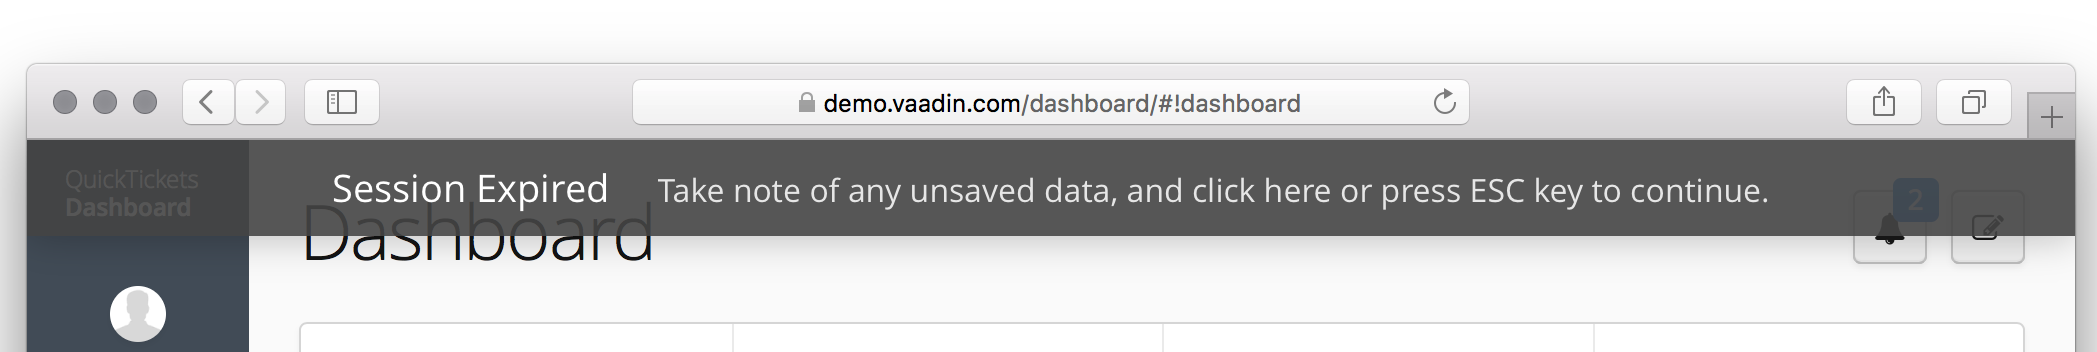 demo.vaadin.com/dashboard/#!dashboard
QuickTickets
Dashboard
Session Expired Take note of any unsaved data, and click here or press ESC key to continue.
2
Dashboard